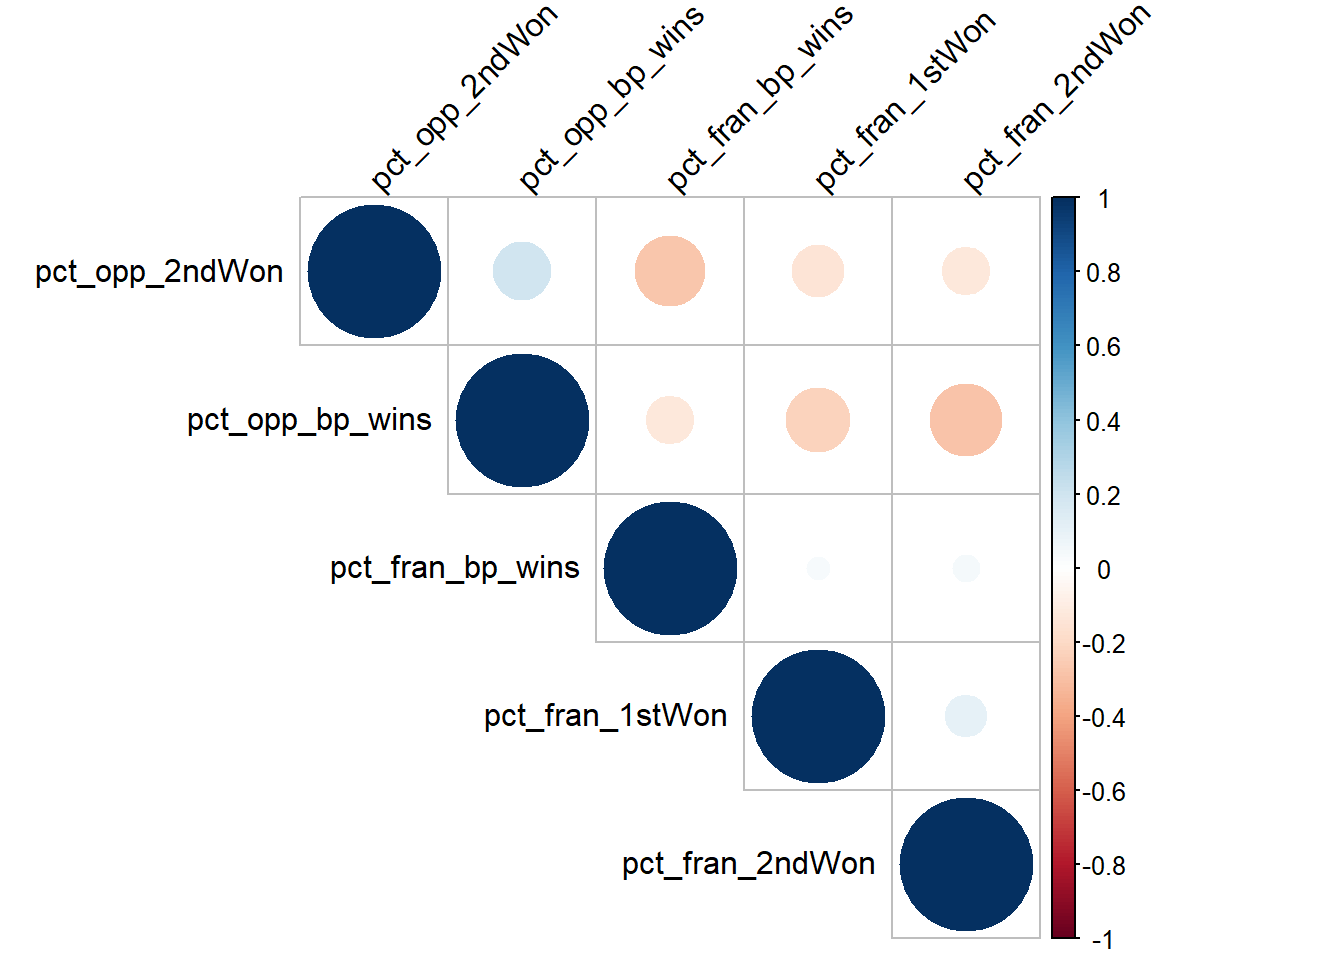 pct_opp_2ndWon
pct_opp_bp_wins
pct_fran_bp_wins
pct_fran_1stWon
pct_fran_2ndWon
pct_opp_2ndWon
pct_opp_bp_wins
pct_fran_bp_wins
pct_fran_1stWon
pct_fran_2ndWon
1
0.8
0.6
0.4
0.2
0
-0.2
-0.4
-0.6
-0.8
-1